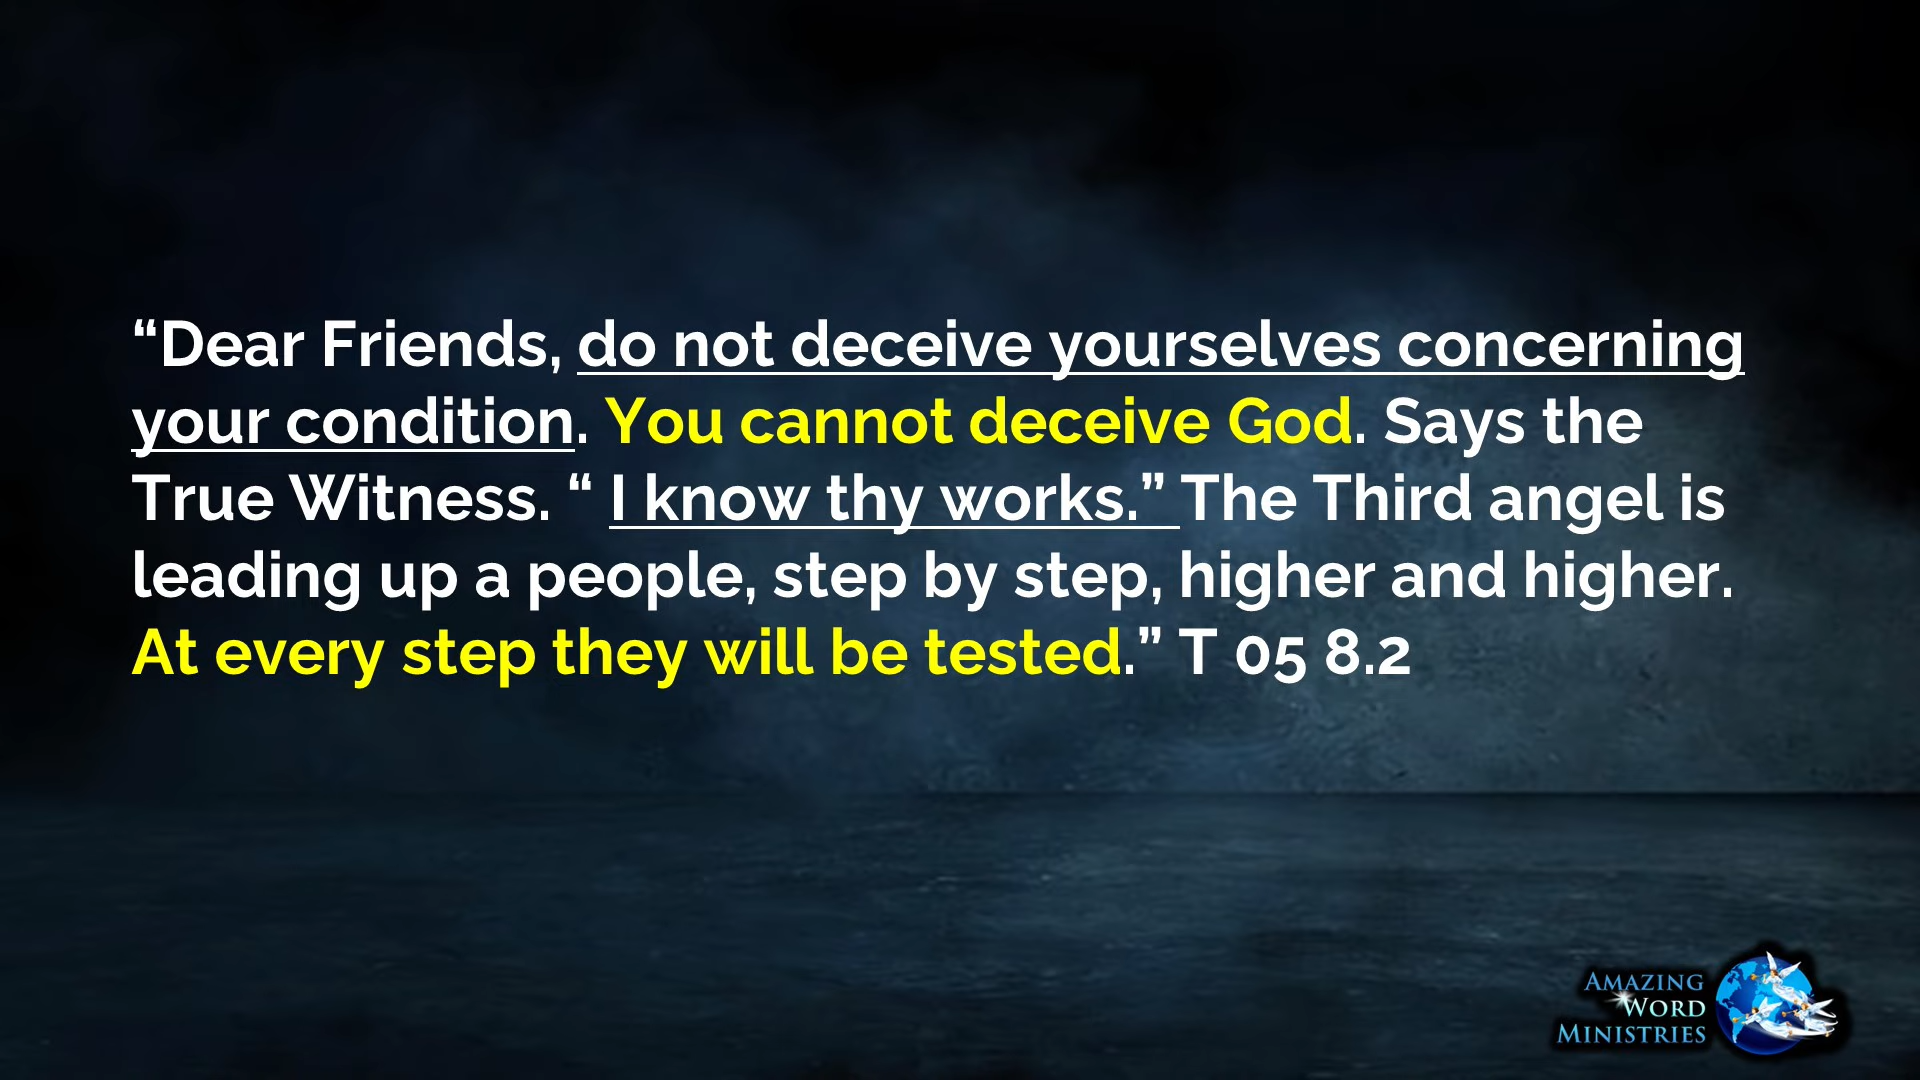 “Dear Friends, do not deceive yourselves concerning
your condition. You cannot deceive God. Says the
True Witness. “ I know thy works.” The Third angel is
leading up a people, step by step, higher and higher.
At every step they will be tested.” T 05 8.2
AMAZING
WORD
MINISTRIES